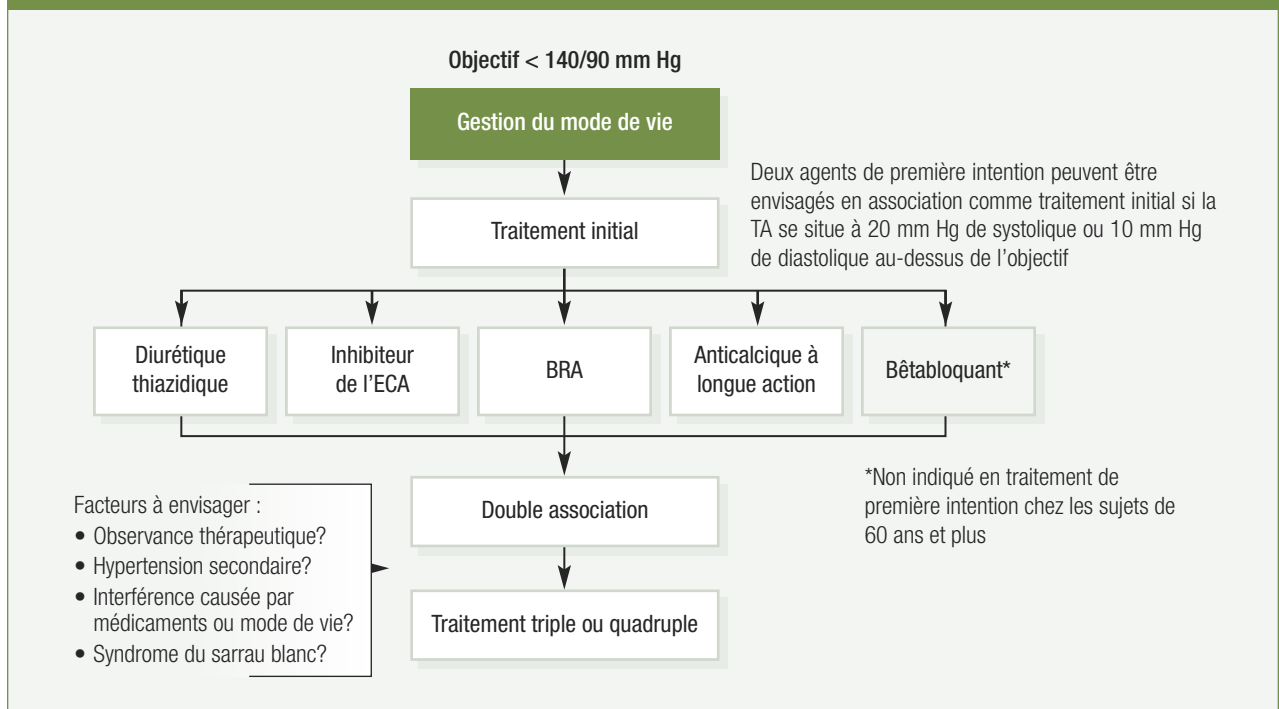 Objectif < 140/90 mm Hg
Gestion du mode de vie
Deux agents de première intention peuvent être
envisagés en association comme traitement initial si la
TA se situe à 20 mm Hg de systolique ou 10 mm Hg
de diastolique au-dessus de l’objectif
Traitement initial
Diurétique
thiazidique
Inhibiteur
de l’ECA
BRA
Anticalcique à
longue action
Bêtabloquant*
*Non indiqué en traitement de
première intention chez les sujets de
60 ans et plus
Facteurs à envisager :
• Observance thérapeutique?
• Hypertension secondaire?
• Interférence causée par
médicaments ou mode de vie?
• Syndrome du sarrau blanc?
Double association
Traitement triple ou quadruple